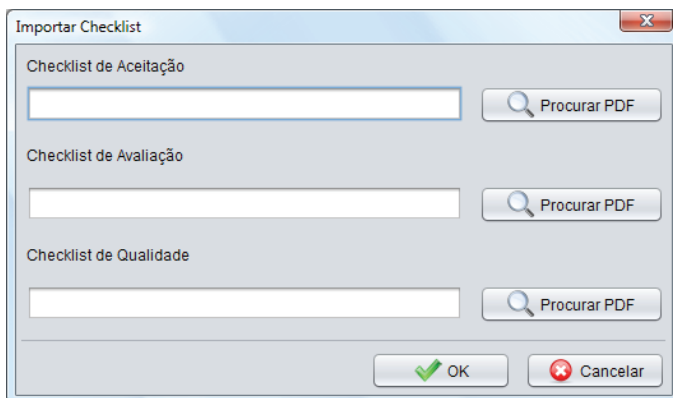 Importar Checklist
Checklist de Aceitação
Procurar PDF
Checklist de Avaliação
Procurar PDF
Checklist de Qualidade
Procurar PDF
OK
Cancelar